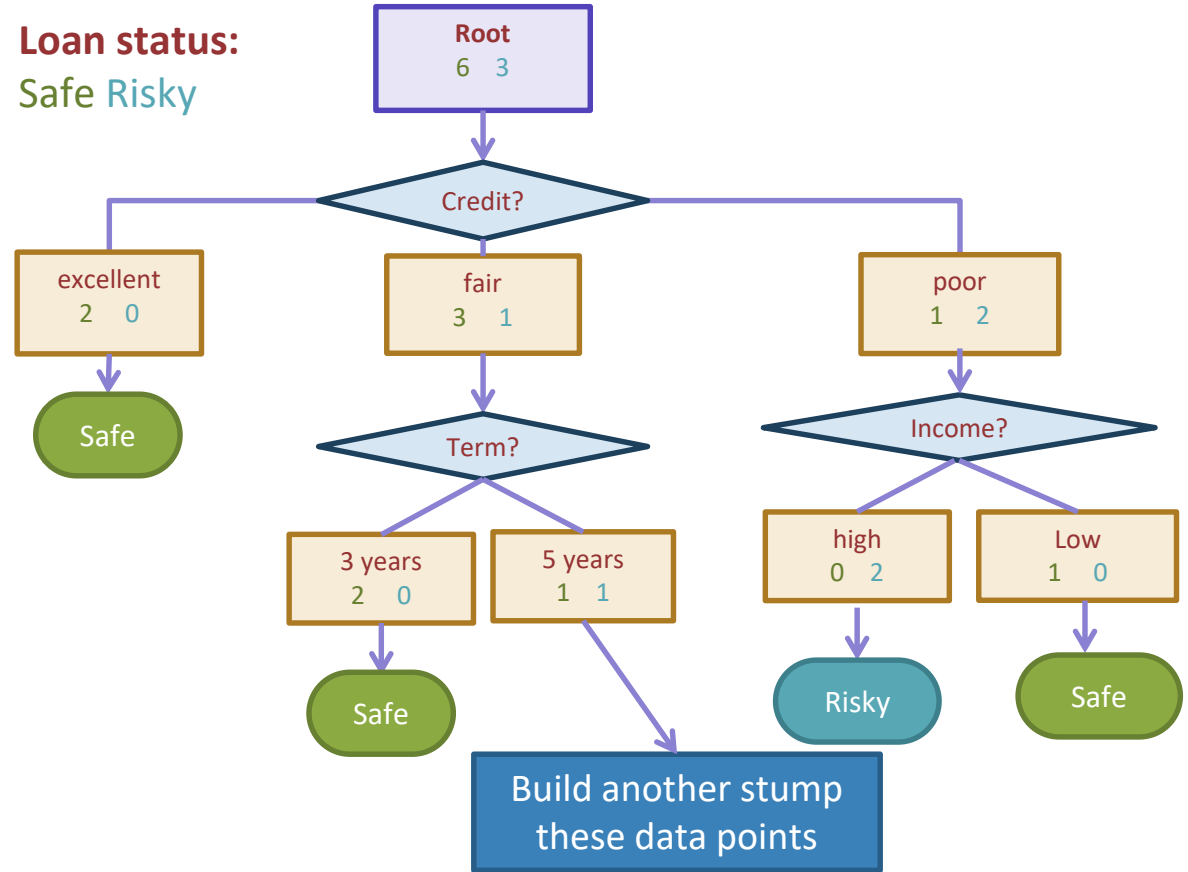 Loan status:
Safe Risky
Root
6 3
Credit?
excellent
2 0
fair
3 1
poor
1 2
Safe
Term?
Income?
3 years
2 0
5 years
1 1
high
0 2
Low
1 0
Safe
Risky
Safe
Build another stump
these data points